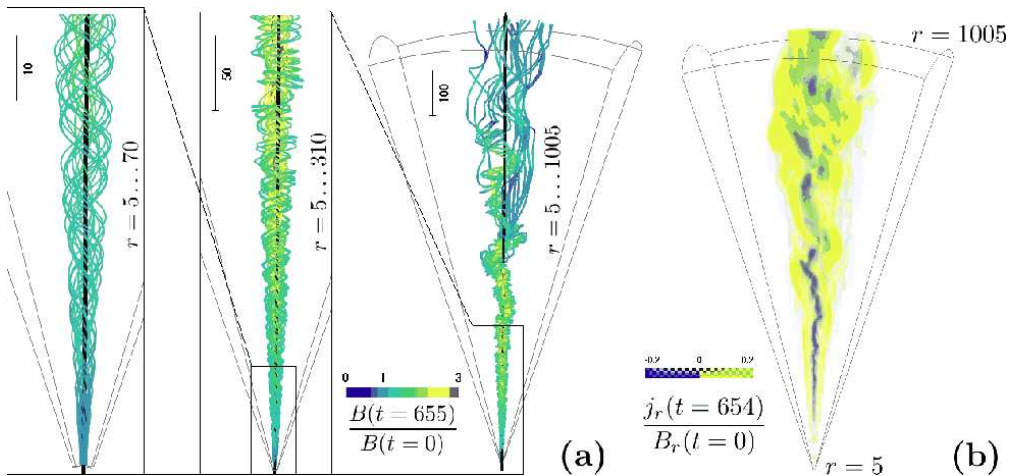 10
r = 5...70
50
r = 5...310
100
r = 5...1005
0 1 3
B(t = 655)
B(t = 0)
(a)
r = 1005
-0.2 0 0.2
j_r(t = 654)
B_r(t = 0)
r = 5
(b)